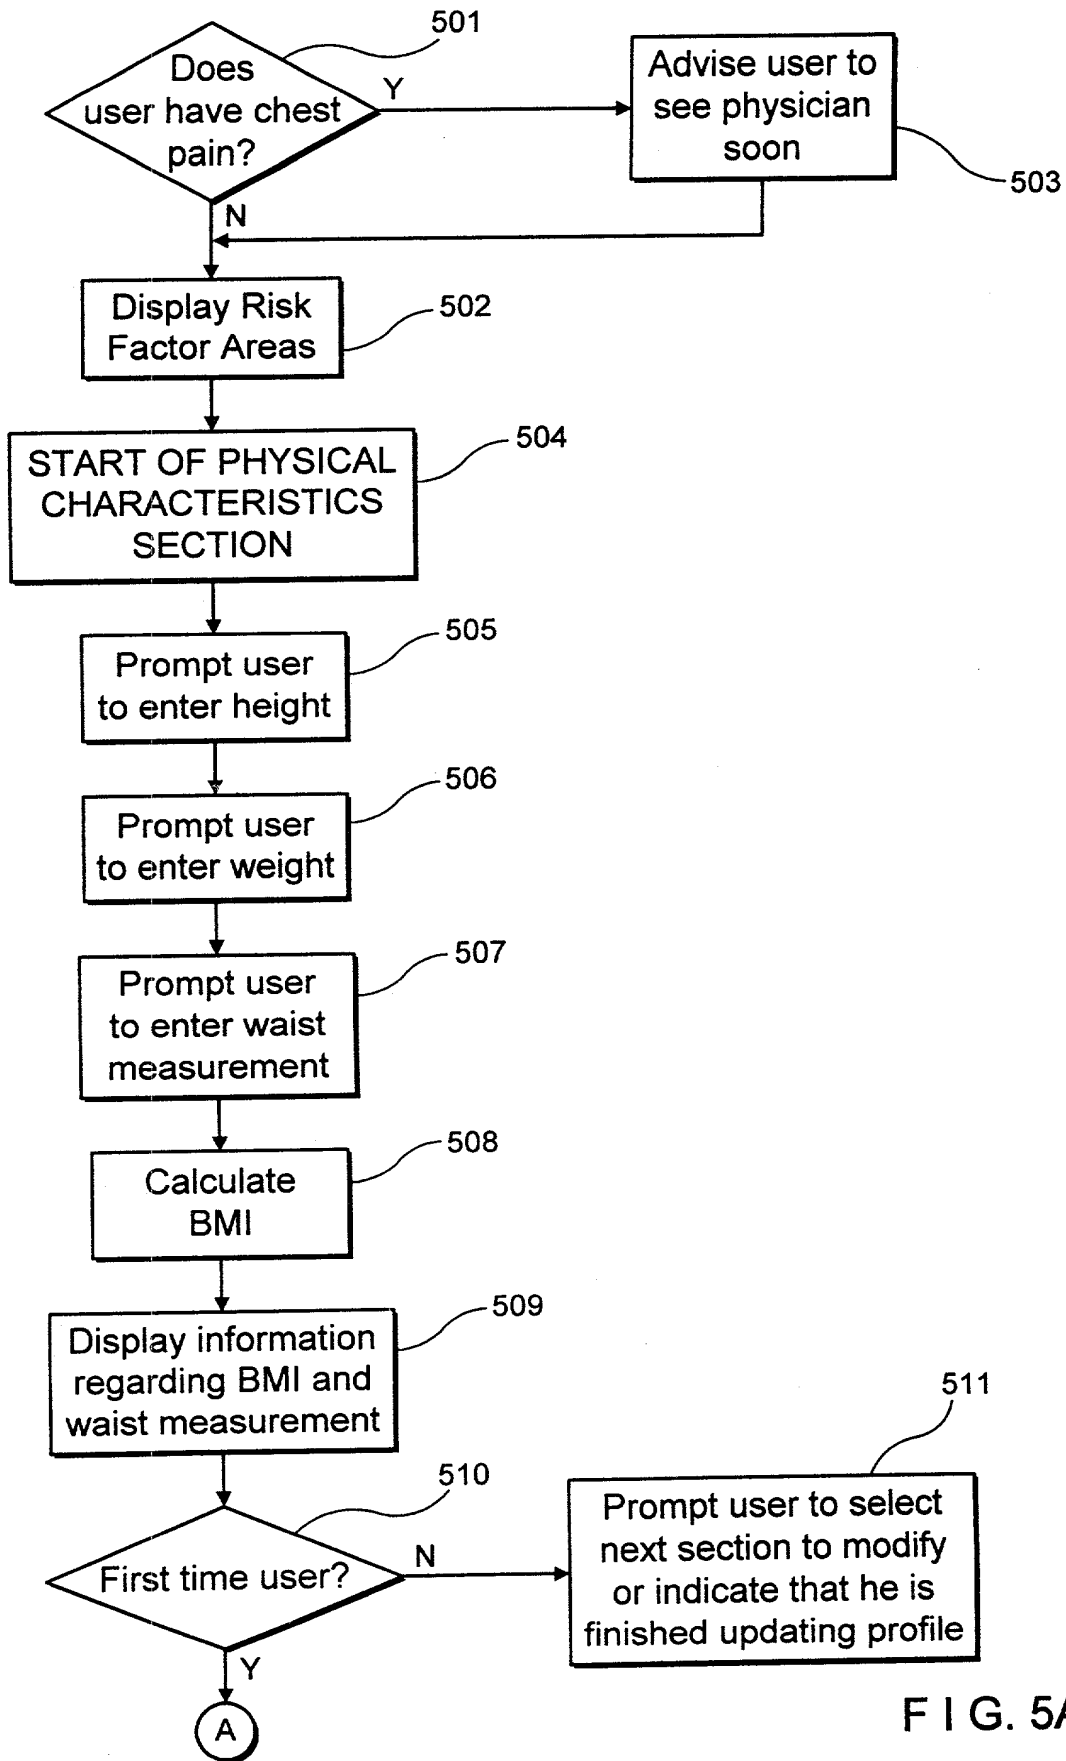 501
Does
user have chest
pain?
Y
Advise user to
see physician
soon
503
N
Display Risk
Factor Areas
502
START OF PHYSICAL
CHARACTERISTICS
SECTION
504
Prompt user
to enter height
505
Prompt user
to enter weight
506
Prompt user
to enter waist
measurement
507
Calculate
BMI
508
Display information
regarding BMI and
waist measurement
509
First time user?
510
N
Prompt user to select
next section to modify
or indicate that he is
finished updating profile
511
Y
A
F I G. 5A